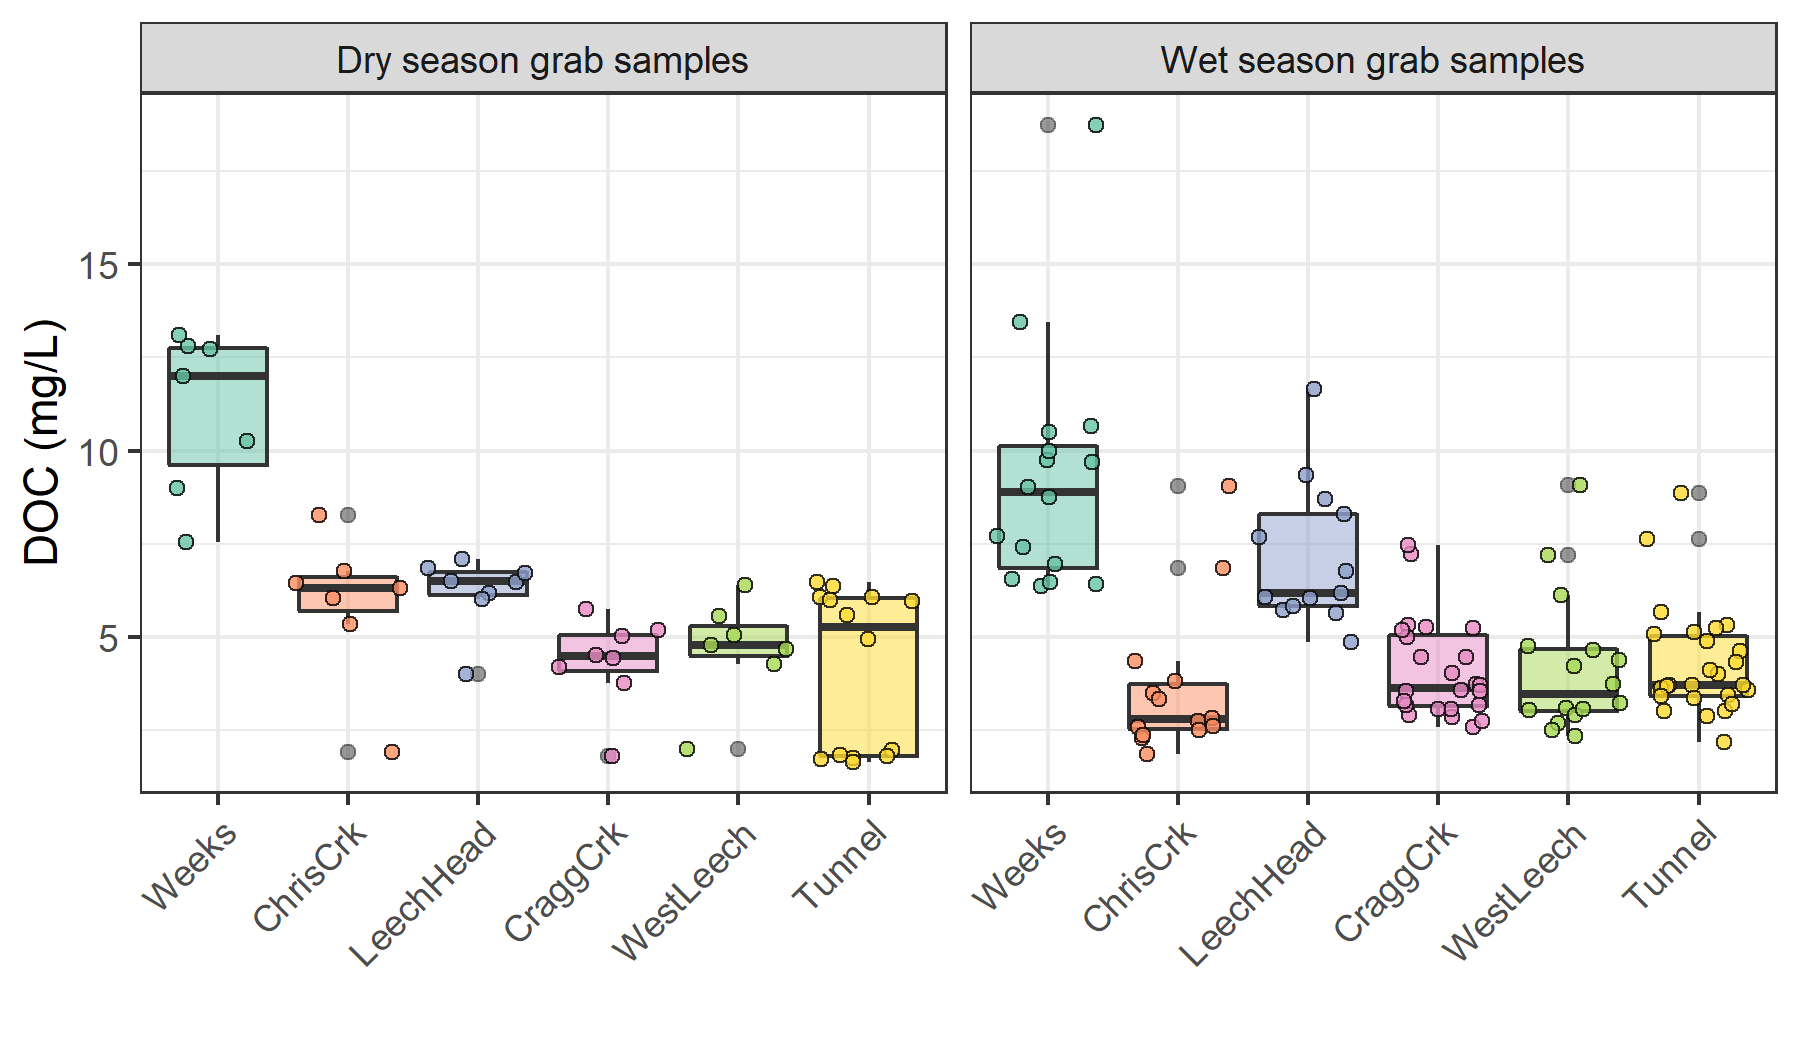 Dry season grab samples
Wet season grab samples
DOC (mg/L)
15
10
5
Weeks
ChrisCrk
LeechHead
CraggCrk
WestLeech
Tunnel
Weeks
ChrisCrk
LeechHead
CraggCrk
WestLeech
Tunnel